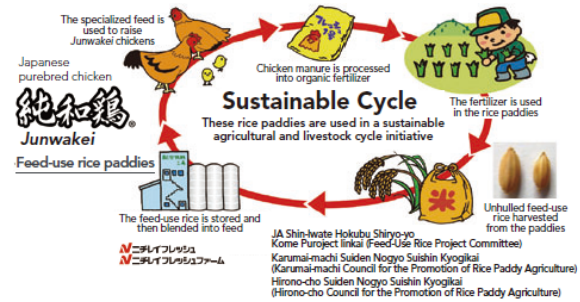 The specialized feed is
used to raise
Junwakei chickens
Chicken manure is processed
into organic fertilizer
Japanese
purebred chicken
純和鶏®
Junwakei
Feed-use rice paddies
Sustainable Cycle
These rice paddies are used in a sustainable
agricultural and livestock cycle initiative
The fertilizer is used
in the rice paddies
米
Unhulled feed-use
rice harvested
from the paddies
The feed-use rice is stored and
then blended into feed
ニチレイフレッシュ
ニチレイフレッシュファーム
JA Shin-Iwate Hokubu Shiryo-yo
Kome Puroject Iinkai (Feed-Use Rice Project Committee)
Karumai-machi Suiden Nogyo Suishin Kyogikai
(Karumai-machi Council for the Promotion of Rice Paddy Agriculture)
Hirono-cho Suiden Nogyo Suishin Kyogikai
(Hirono-cho Council for the Promotion of Rice Paddy Agriculture)